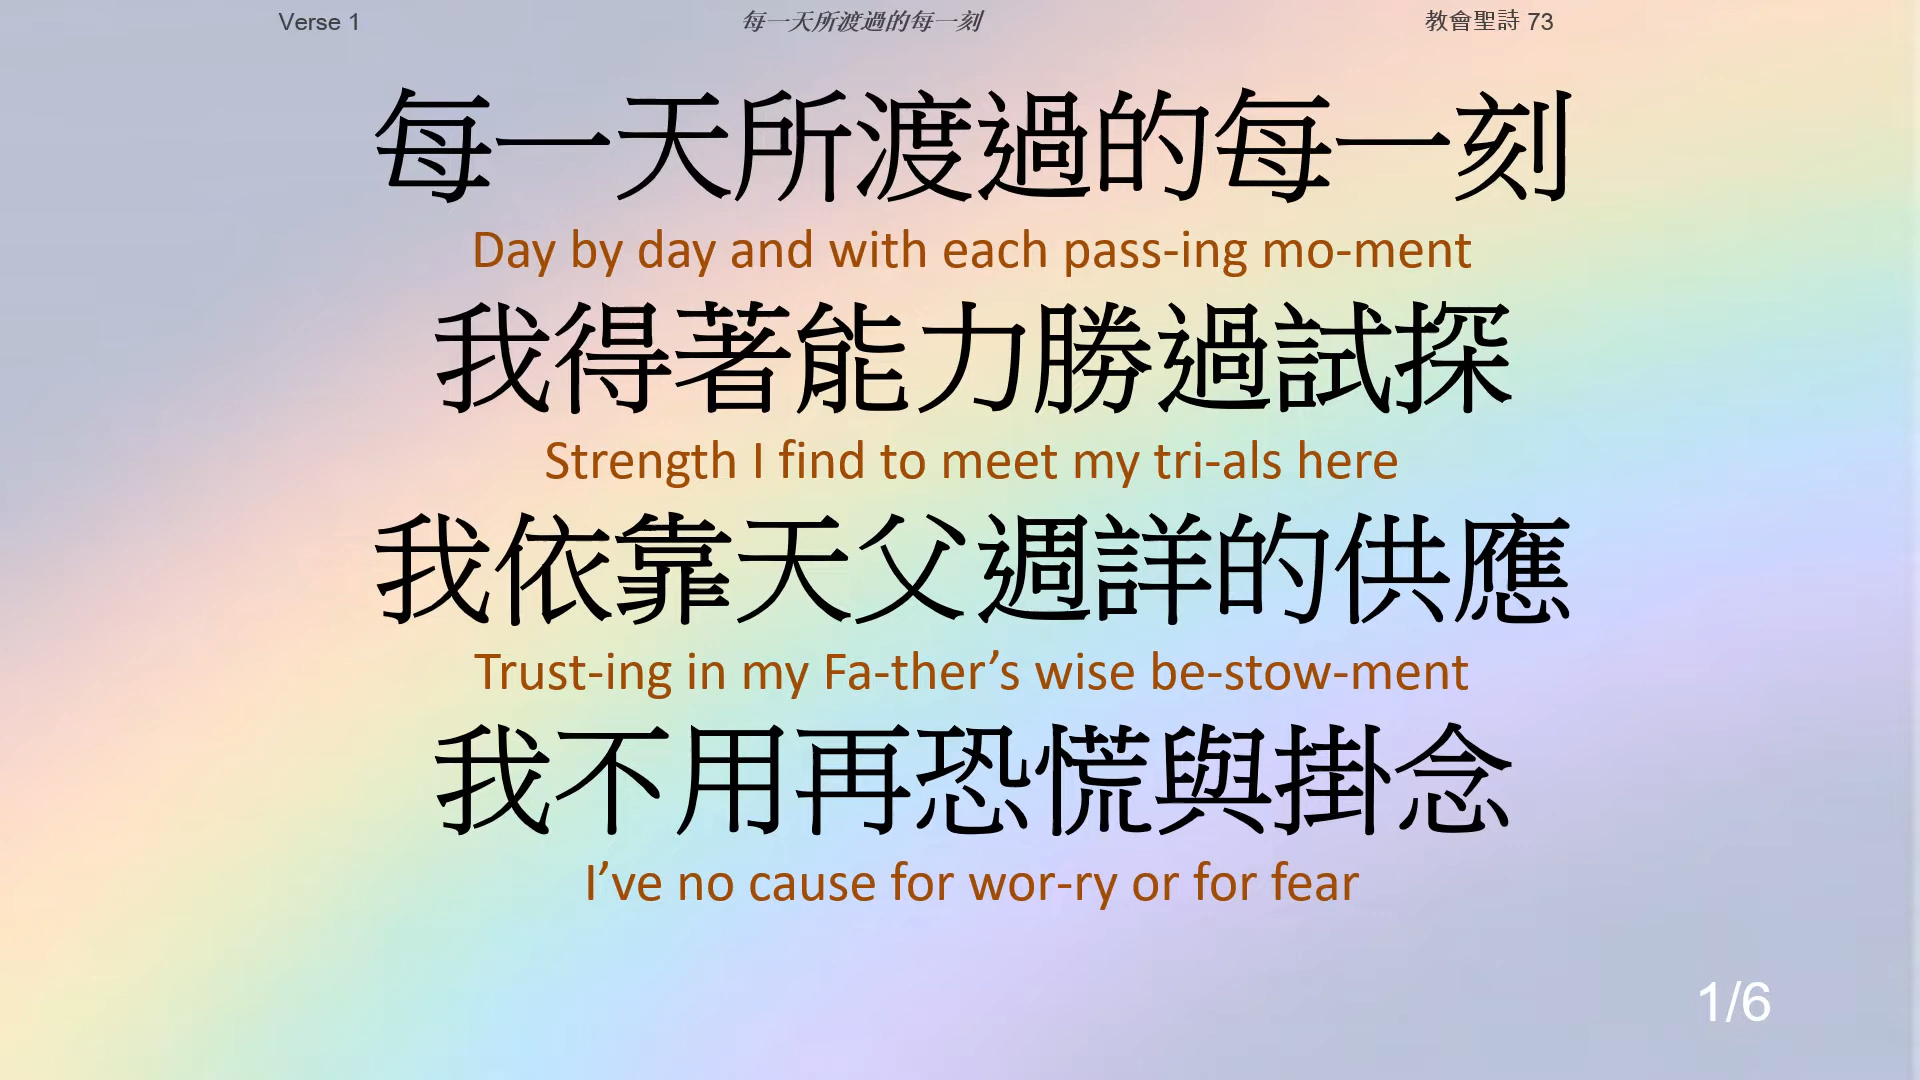 Verse 1 每一天所渡過的每一刻 教會聖詩 73
每一天所渡過的每一刻
Day by day and with each pass-ing mo-ment
我得著能力勝過試探
Strength I find to meet my tri-als here
我依靠天父週詳的供應
Trust-ing in my Fa-ther’s wise be-stow-ment
我不用再恐慌與掛念
I’ve no cause for wor-ry or for fear
1/6